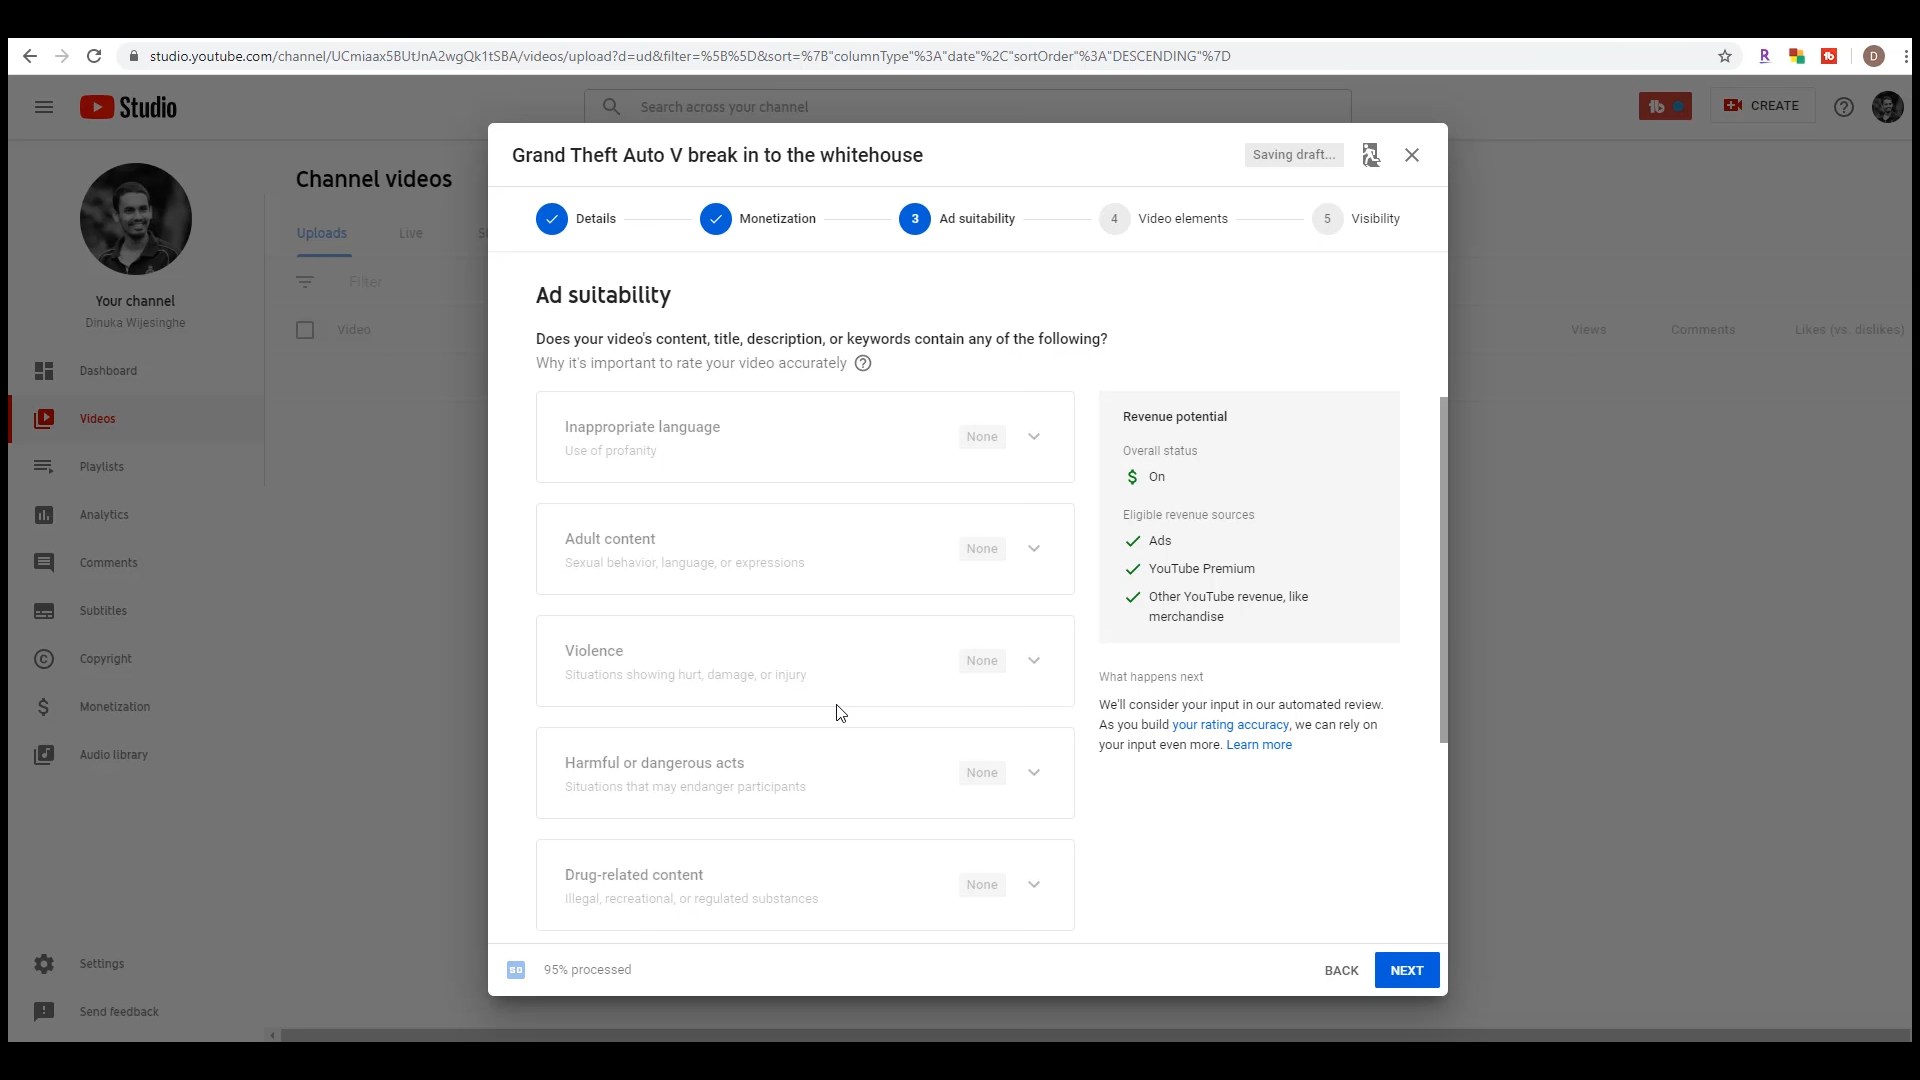 studio.youtube.com/channel/UCmiaax5BUtJnA2wgQk1tSBA/videos/upload?d=ud&filter=%5B%5D&sort=%7B"columnType"%3A"date"%2C"sortOrder"%3A"DESCENDING"%7D
R
tb
D
Studio
Search across your channel
tb
CREATE
Grand Theft Auto V break in to the whitehouse
Saving draft...
Details
Monetization
3 Ad suitability
4 Video elements
5 Visibility
Your channel
Dinuka Wijesinghe
Dashboard
Videos
Playlists
Analytics
Comments
Subtitles
Copyright
Monetization
Audio library
Settings
Send feedback
Channel videos
Uploads
Live
Filter
Video
Views
Comments
Likes (vs. dislikes)
Ad suitability
Does your video's content, title, description, or keywords contain any of the following?
Why it's important to rate your video accurately ?
Inappropriate language
Use of profanity
None
Adult content
Sexual behavior, language, or expressions
None
Violence
Situations showing hurt, damage, or injury
None
Harmful or dangerous acts
Situations that may endanger participants
None
Drug-related content
Illegal, recreational, or regulated substances
None
Revenue potential
Overall status
$ On
Eligible revenue sources
Ads
YouTube Premium
Other YouTube revenue, like
merchandise
What happens next
We'll consider your input in our automated review.
As you build your rating accuracy, we can rely on
your input even more. Learn more
SD
95% processed
BACK
NEXT